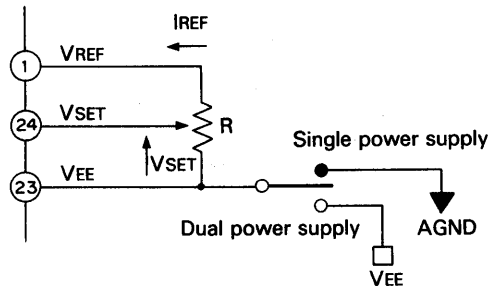 IREF
1
VREF
24
VSET
R
VSET
23
VEE
Single power supply
Dual power supply
AGND
VEE